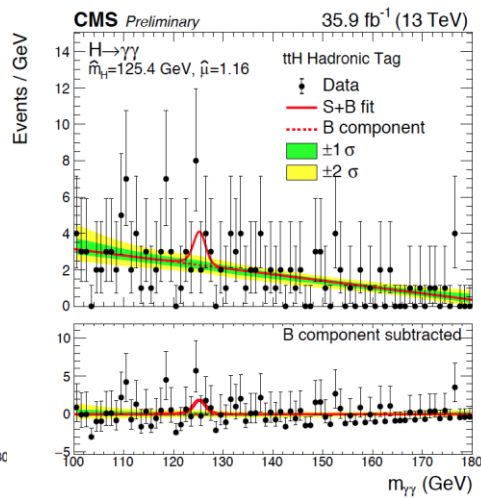 CMS Preliminary 35.9 fb⁻¹ (13 TeV)
H→γγ
m̂_H=125.4 GeV, μ̂=1.16
ttH Hadronic Tag
Data
S+B fit
B component
±1 σ
±2 σ
Events / GeV
14
12
10
8
6
4
2
0
B component subtracted
10
5
0
−5
100 110 120 130 140 150 160 170 180
m_γγ (GeV)